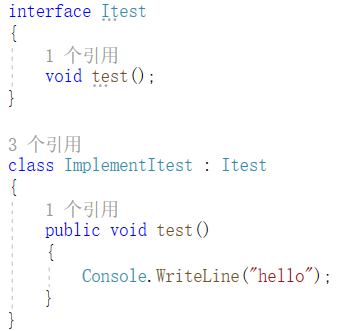 interface Itest
{
1 个引用
void test();
}
3 个引用
class ImplementItest : Itest
{
1 个引用
public void test()
{
Console.WriteLine("hello");
}
}